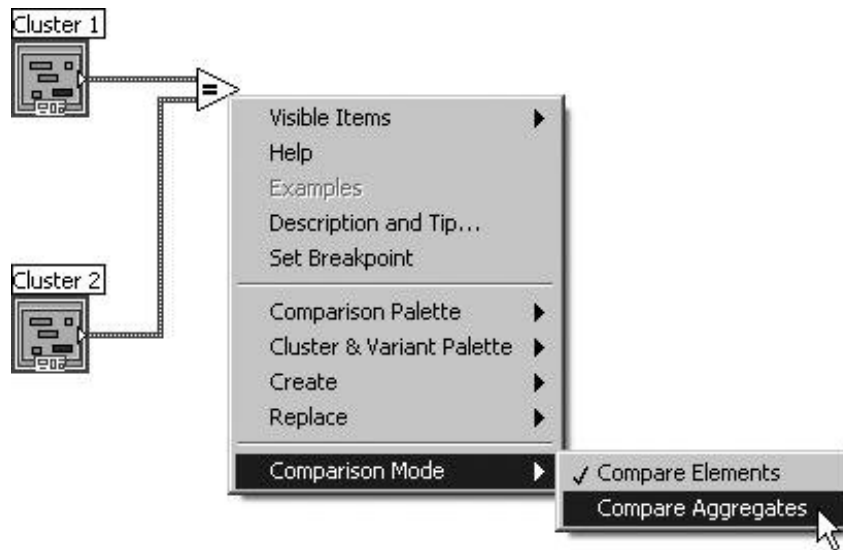 Cluster 1
=
Visible Items
Help
Examples
Description and Tip...
Set Breakpoint
Cluster 2
Comparison Palette
Cluster & Variant Palette
Create
Replace
Comparison Mode
✓ Compare Elements
Compare Aggregates